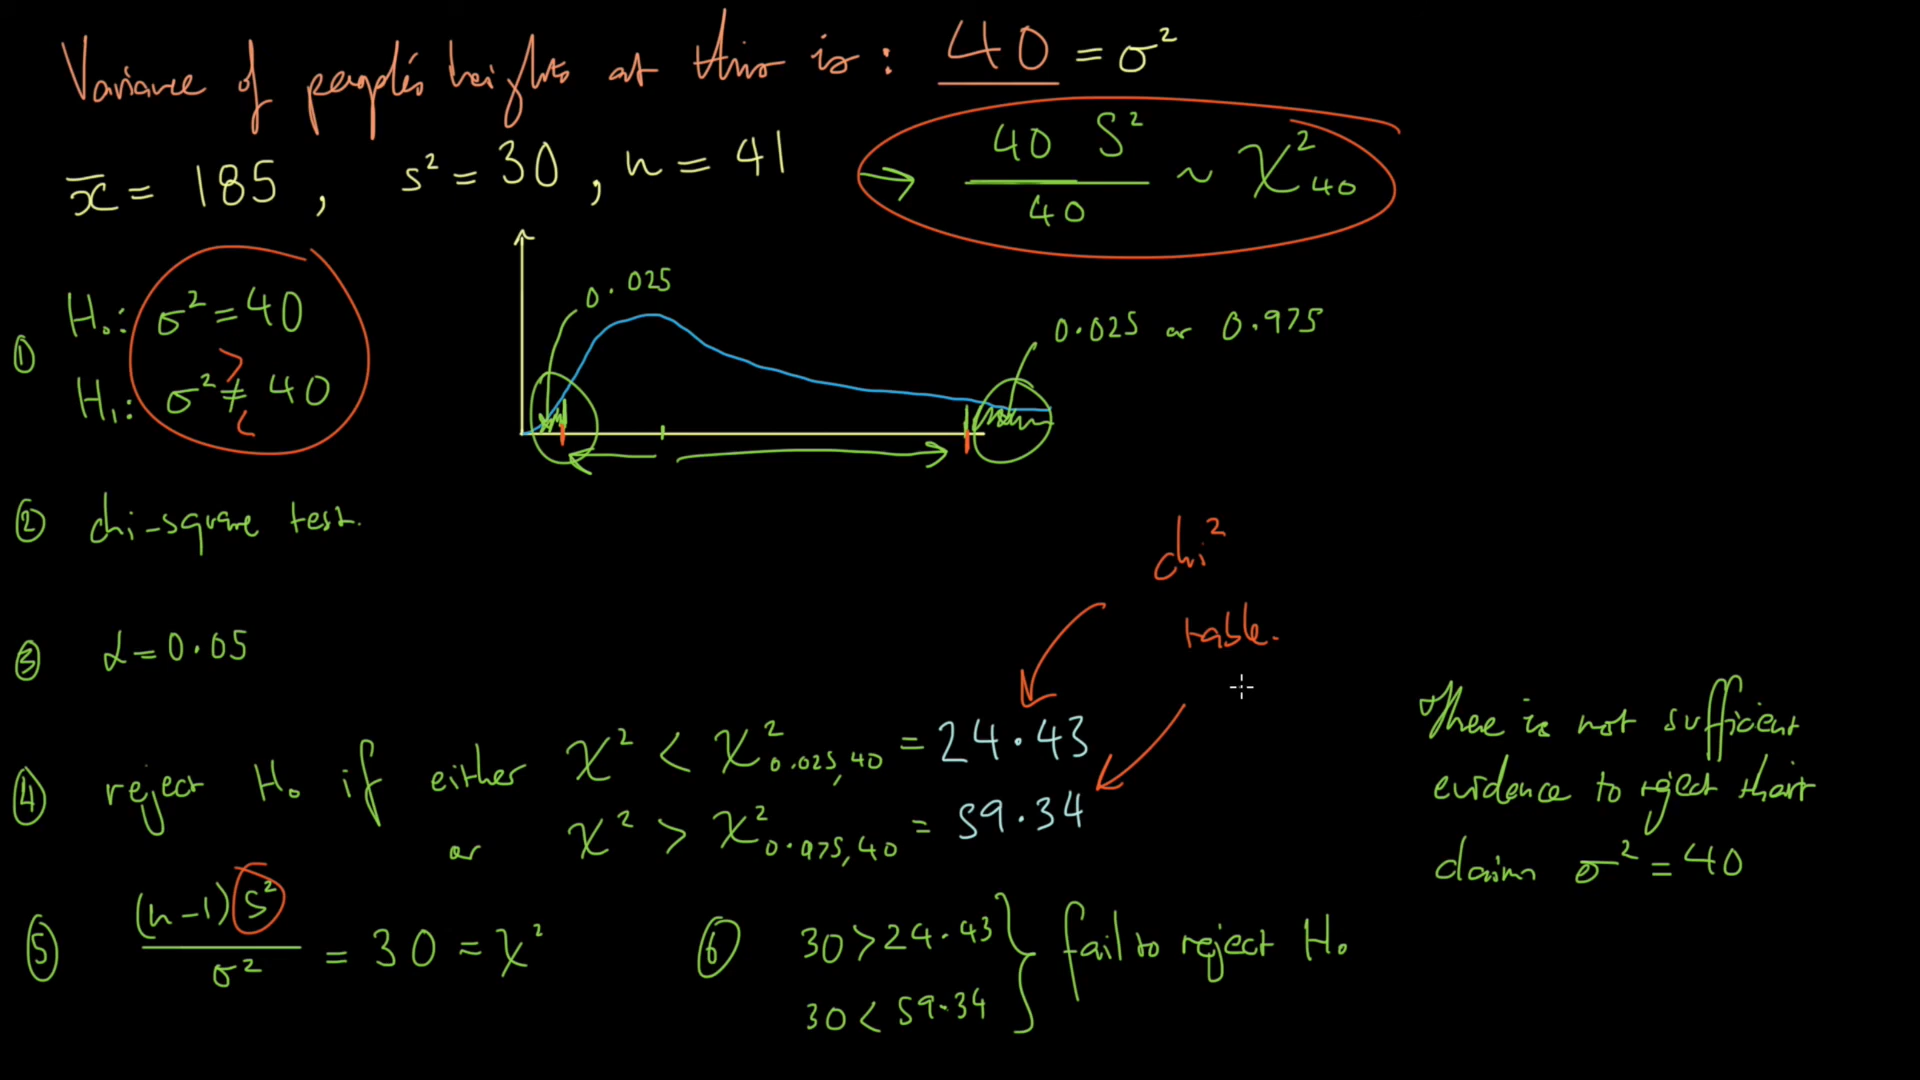 Variance of people's heights at this is: 40 = σ²
x̄ = 185, s² = 30, n = 41
→ 40 S² / 40 ~ χ²₄₀
0.025
0.025 or 0.975
① H₀: σ² = 40
>
H₁: σ² ≠ 40
<
② chi-square test.
chi²
table.
③ α = 0.05
④ reject H₀ if either χ² < χ²₀.₀₂₅,₄₀ = 24.43
or χ² > χ²₀.₉₇₅,₄₀ = 59.34
There is not sufficient
evidence to reject their
claim σ² = 40
⑤ (n-1) S² / σ² = 30 = χ²
⑥ 30 > 24.43
30 < 59.34
} fail to reject H₀